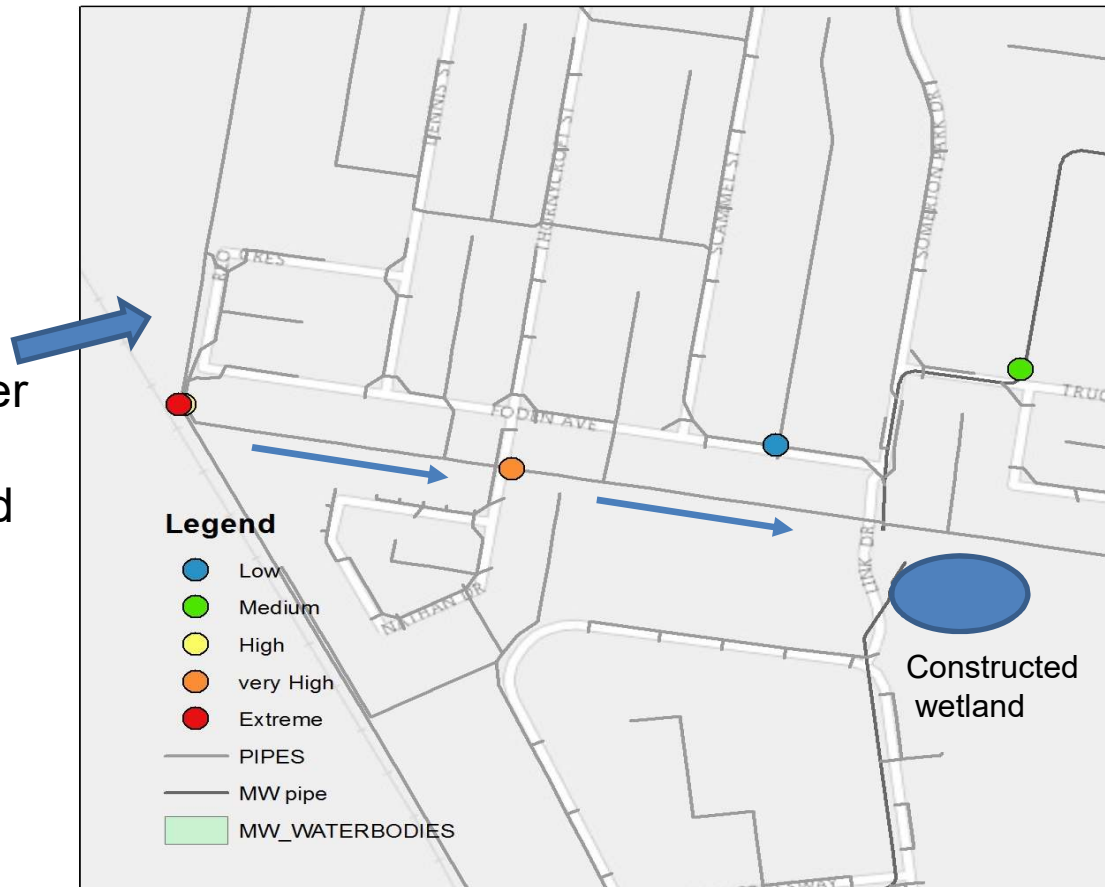 er
d
DENNIS ST
THORNYCROFT ST
SCAMMEL ST
SOMERTON PARK DR
CRES
FODEN AVE
TRUC
LINK DR
NATHAN DR
Legend
Low
Medium
High
very High
Extreme
PIPES
MW pipe
MW_WATERBODIES
Constructed
wetland